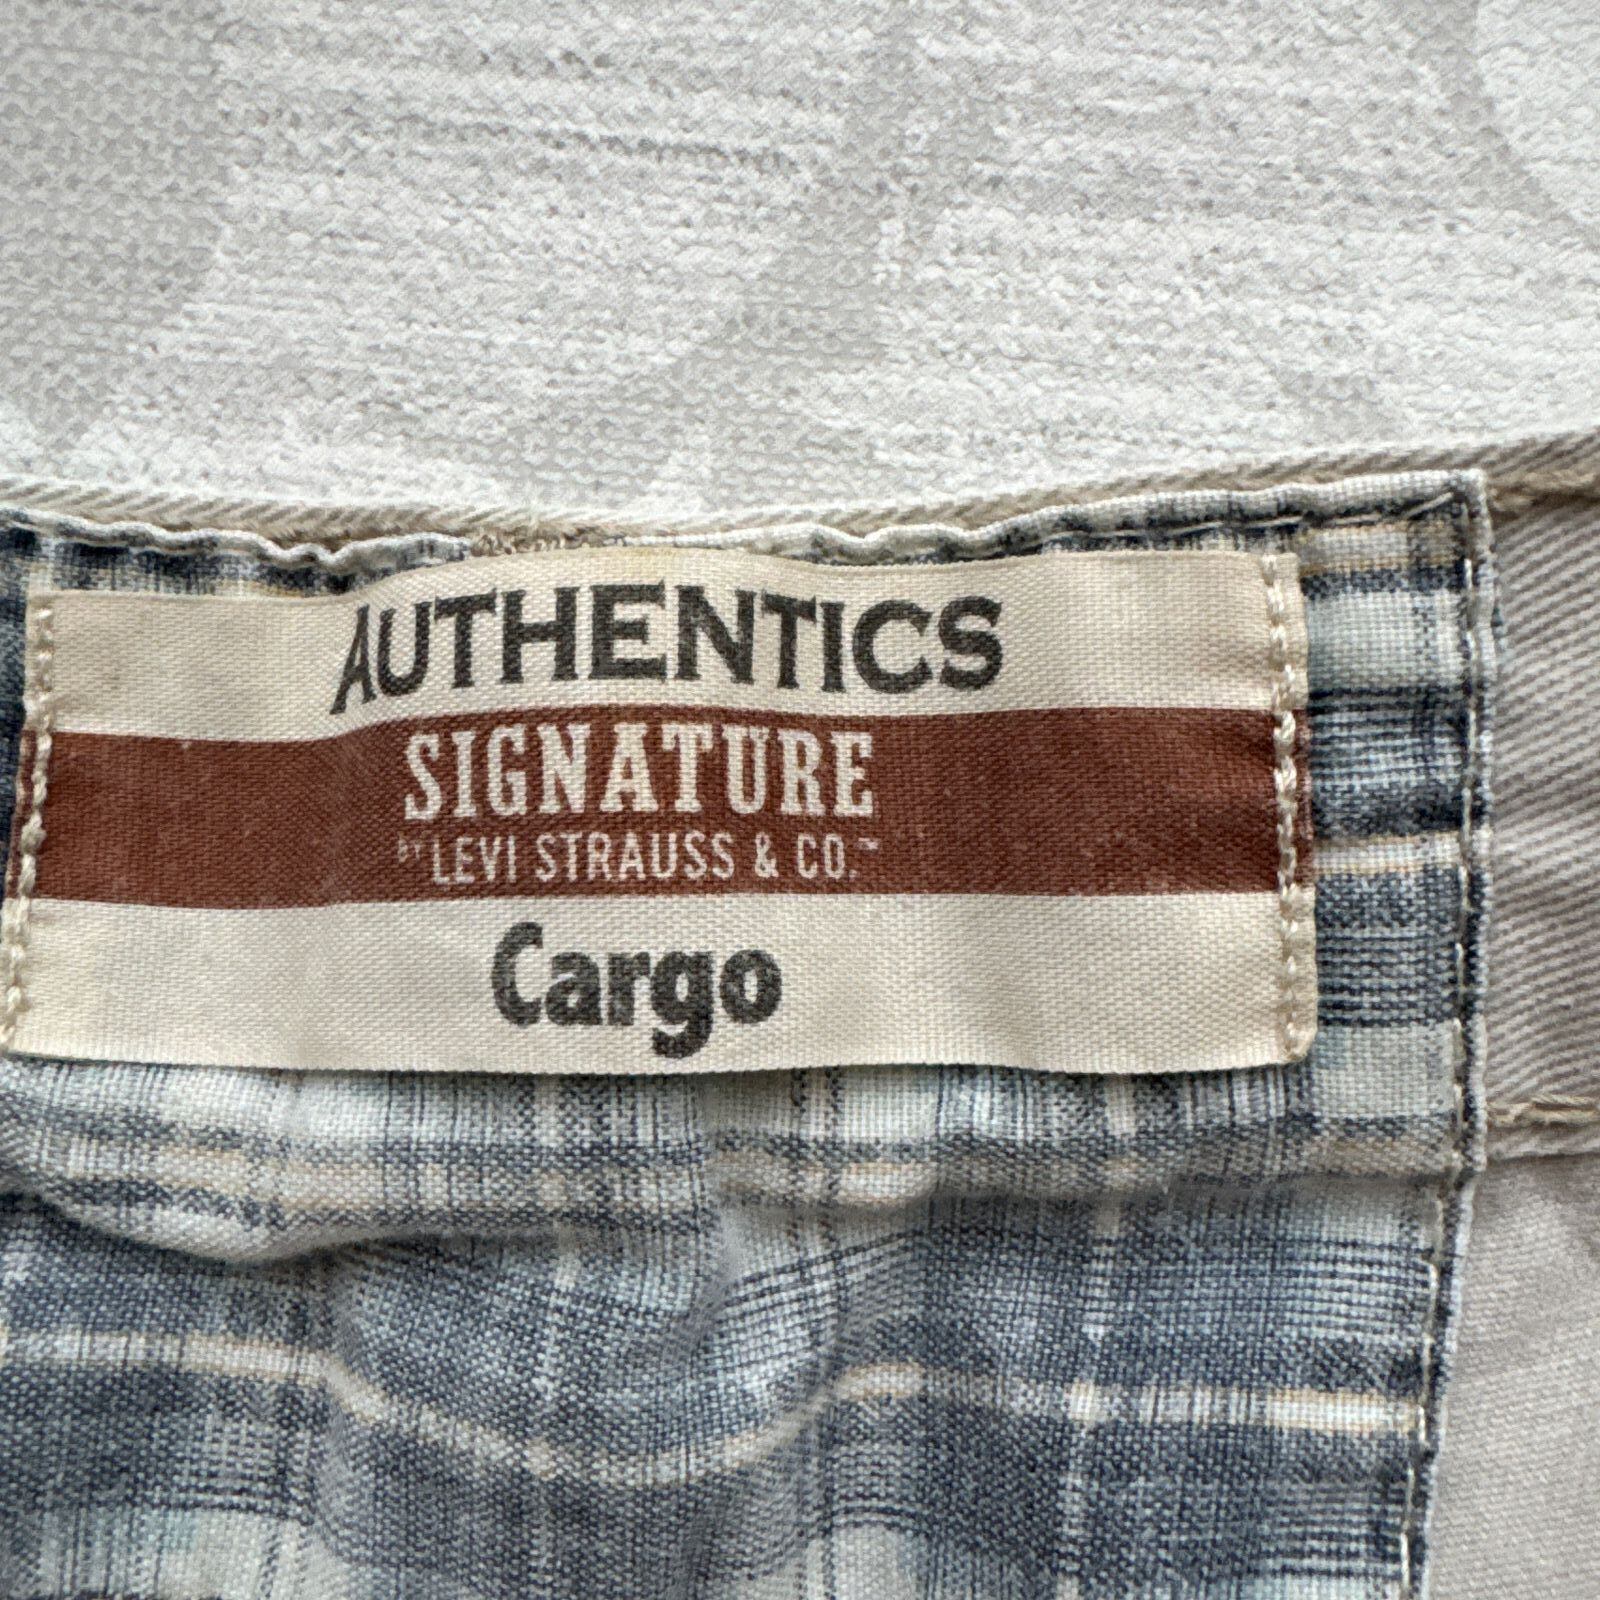 AUTHENTICS
SIGNATURE
BY LEVI STRAUSS & CO.™
Cargo